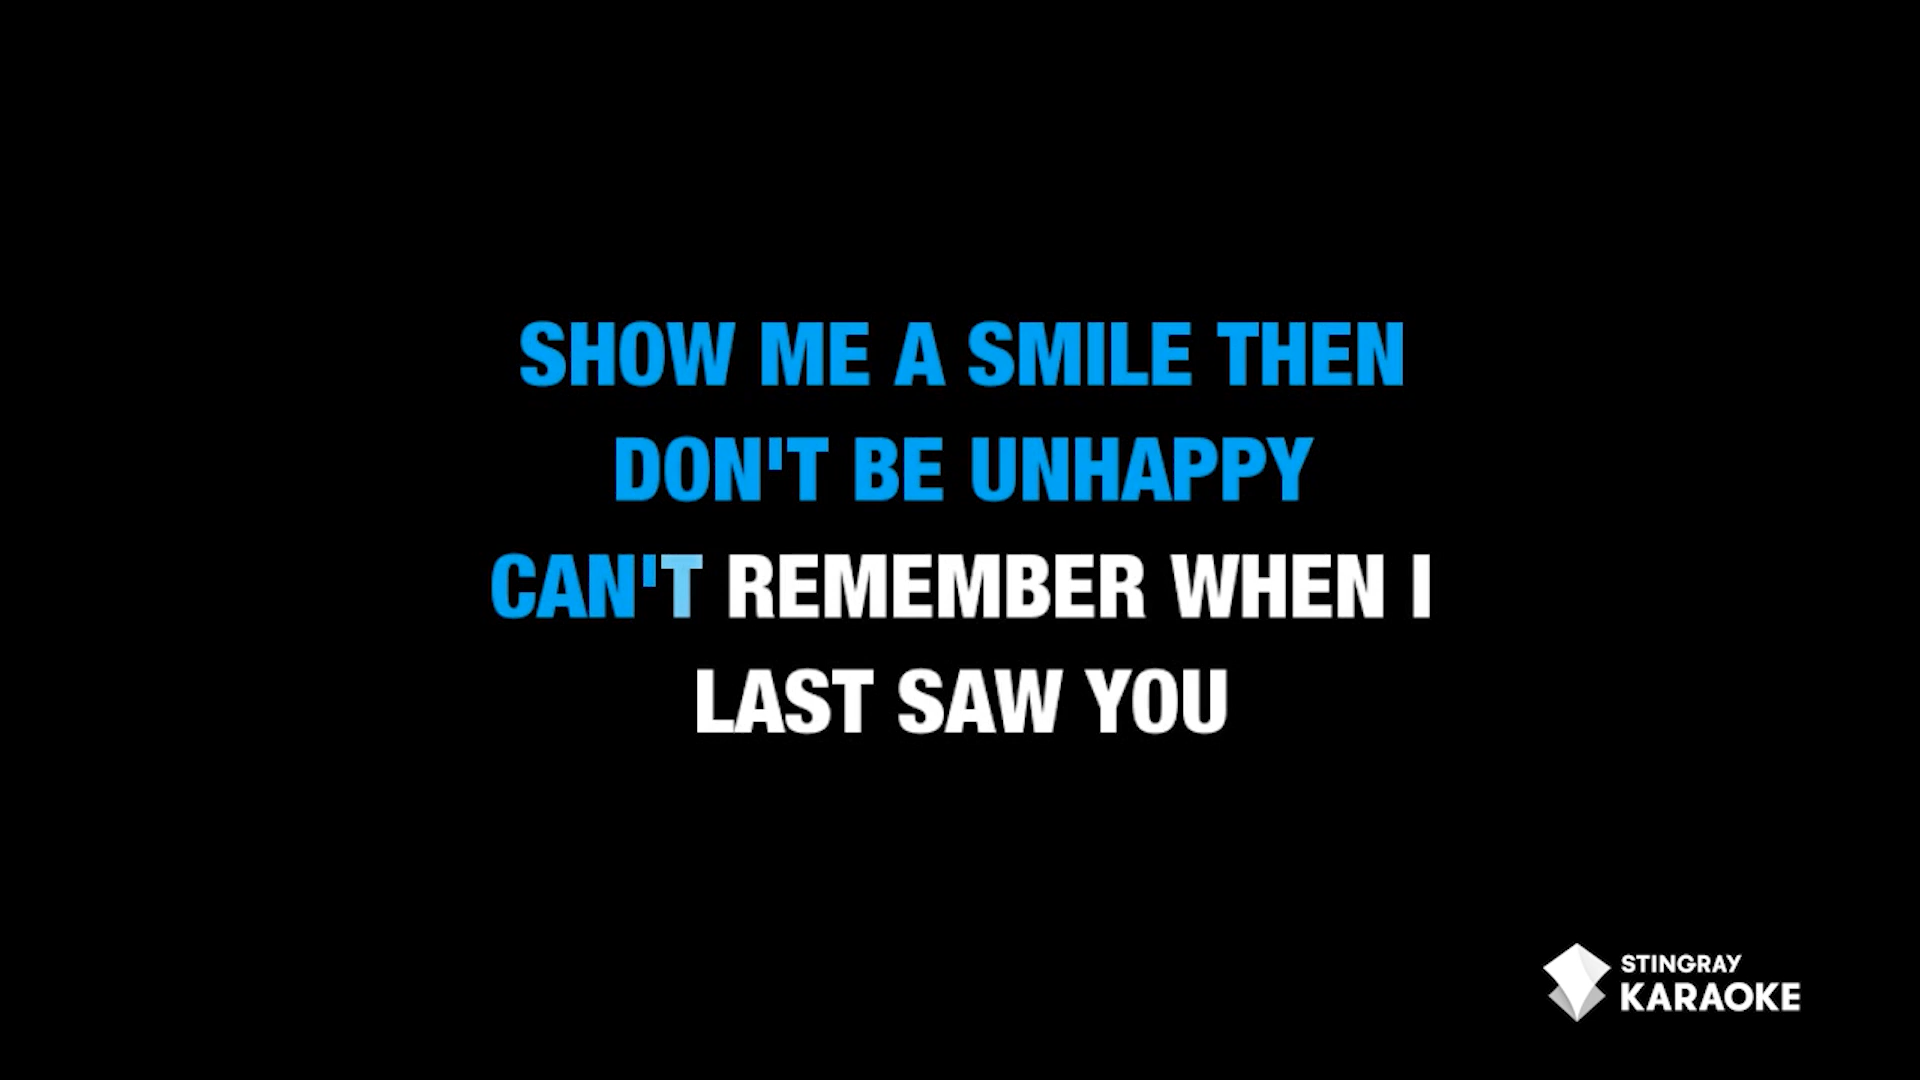 SHOW ME A SMILE THEN
DON'T BE UNHAPPY
CAN'T REMEMBER WHEN I
LAST SAW YOU
STINGRAY
KARAOKE